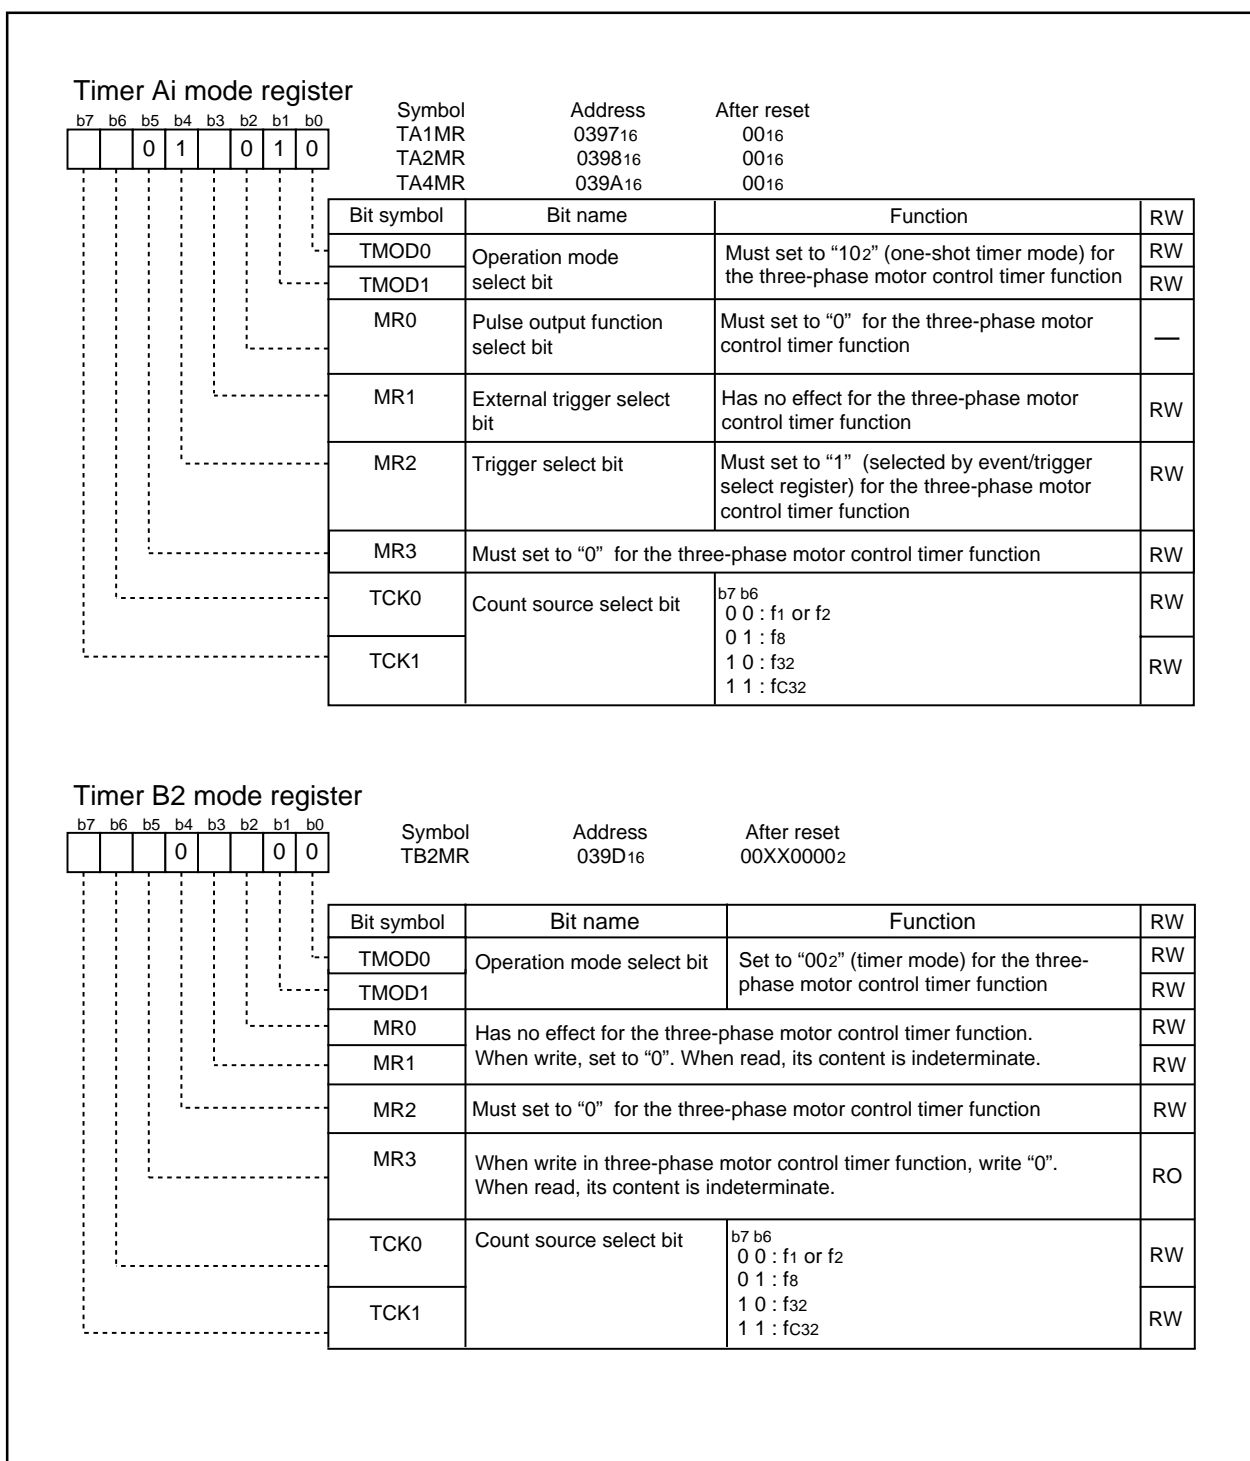 Timer Ai mode register
Symbol Address After reset
b7 b6 b5 b4 b3 b2 b1 b0
TA1MR 039716 0016
0 1 0 1 0
TA2MR 039816 0016
TA4MR 039A16 0016
Bit symbol Bit name Function RW
TMOD0 Operation mode select bit Must set to “102” (one-shot timer mode) for RW
TMOD1 the three-phase motor control timer function RW
MR0 Pulse output function Must set to “0” for the three-phase motor —
select bit control timer function
MR1 External trigger select Has no effect for the three-phase motor RW
bit control timer function
MR2 Trigger select bit Must set to “1” (selected by event/trigger RW
select register) for the three-phase motor
control timer function
MR3 Must set to “0” for the three-phase motor control timer function RW
TCK0 Count source select bit b7 b6 RW
0 0 : f1 or f2
0 1 : f8
TCK1 1 0 : f32 RW
1 1 : fC32
Timer B2 mode register
b7 b6 b5 b4 b3 b2 b1 b0
Symbol Address After reset
0 0 0
TB2MR 039D16 00XX00002
Bit symbol Bit name Function RW
TMOD0 Operation mode select bit Set to “002” (timer mode) for the three- RW
TMOD1 phase motor control timer function RW
MR0 Has no effect for the three-phase motor control timer function. RW
MR1 When write, set to “0”. When read, its content is indeterminate. RW
MR2 Must set to “0” for the three-phase motor control timer function RW
MR3 When write in three-phase motor control timer function, write “0”. RO
When read, its content is indeterminate.
TCK0 Count source select bit b7 b6 RW
0 0 : f1 or f2
0 1 : f8
TCK1 1 0 : f32 RW
1 1 : fC32